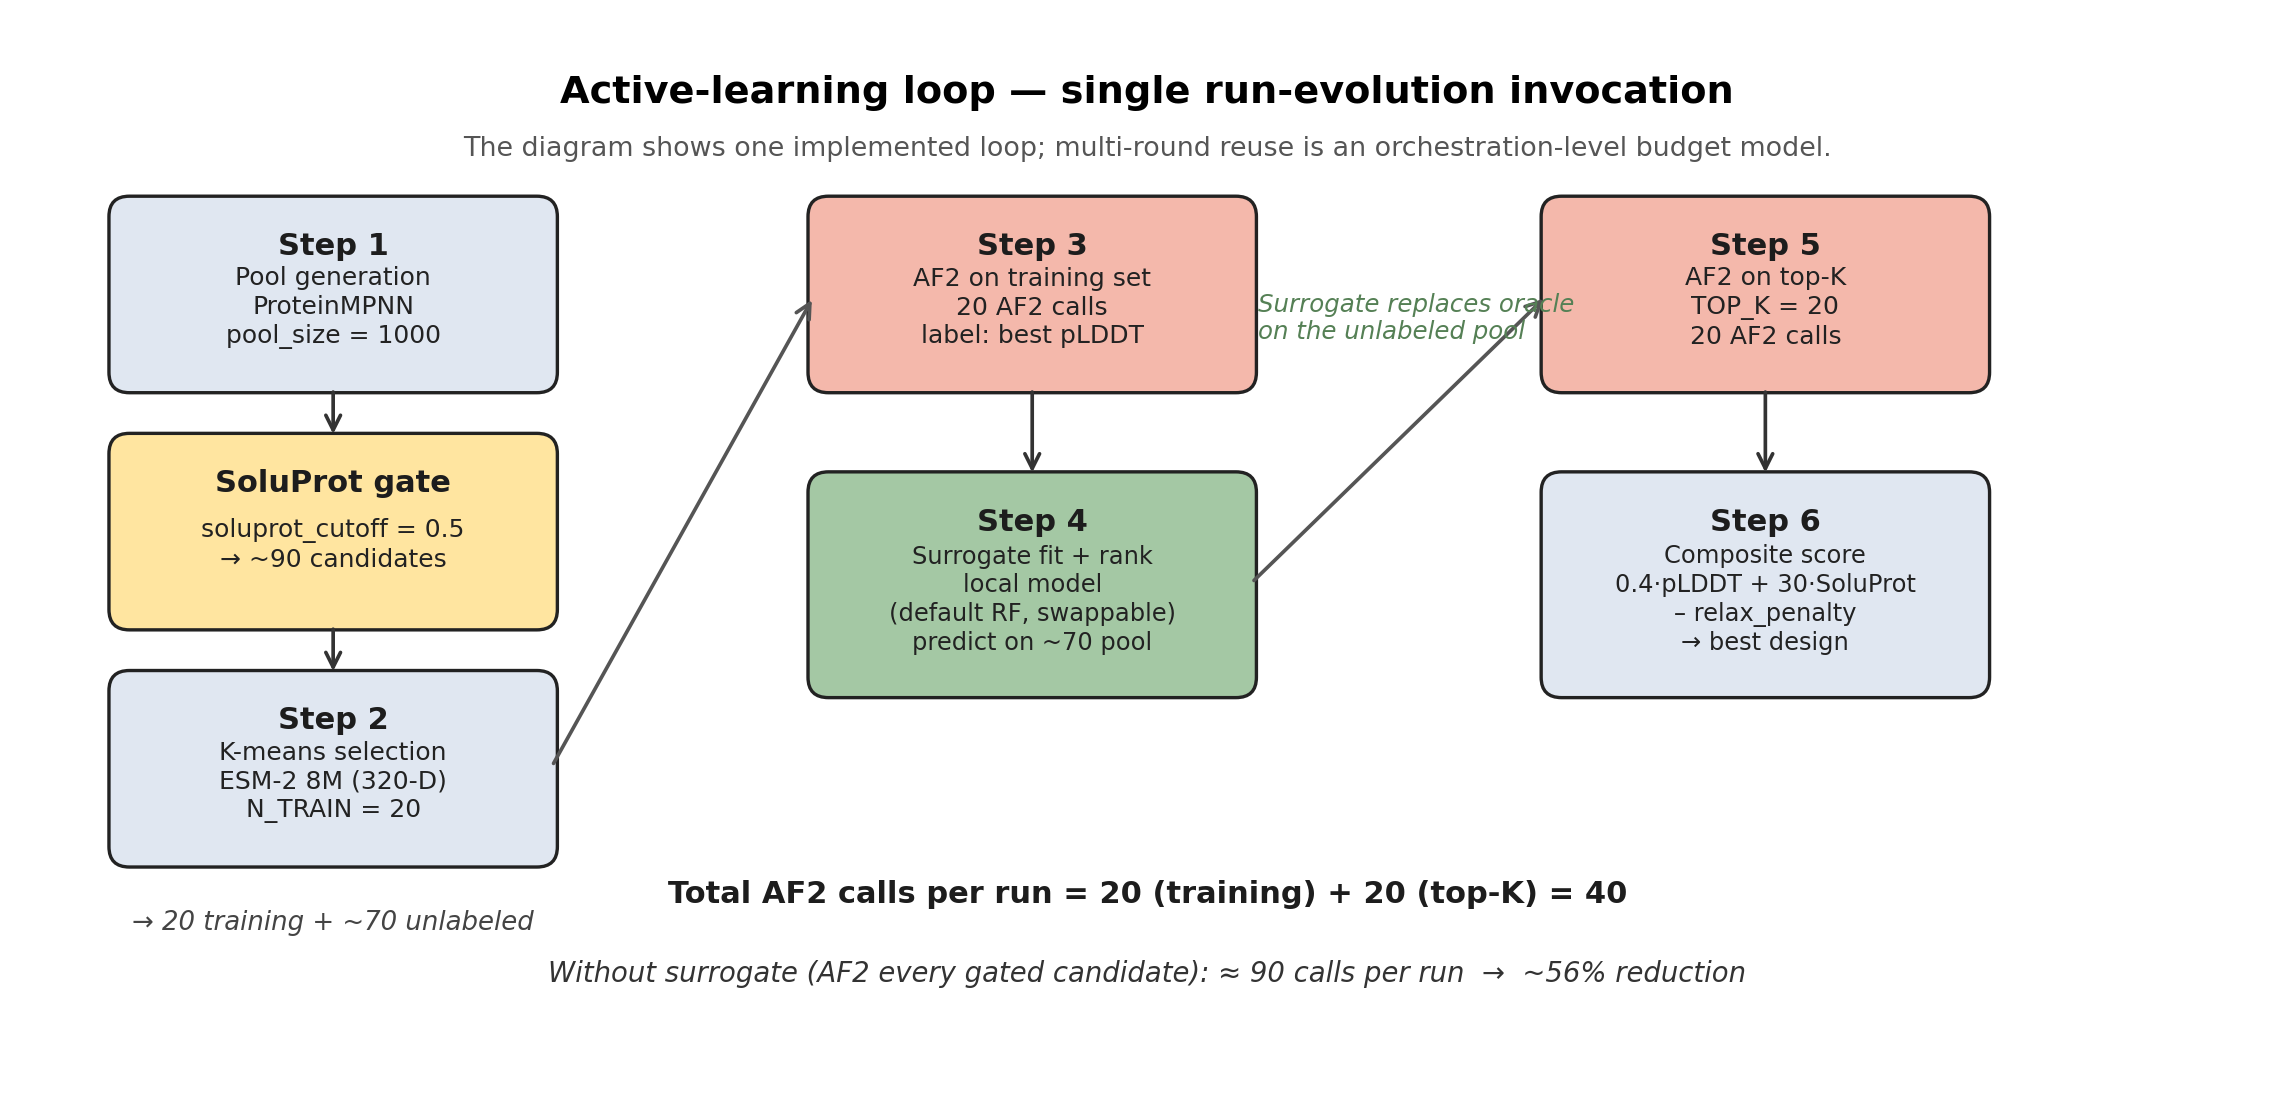 Active-learning loop — single run-evolution invocation
The diagram shows one implemented loop; multi-round reuse is an orchestration-level budget model.
Step 1
Pool generation
ProteinMPNN
pool_size = 1000
SoluProt gate
soluprot_cutoff = 0.5
→ ~90 candidates
Step 2
K-means selection
ESM-2 8M (320-D)
N_TRAIN = 20
→ 20 training + ~70 unlabeled
Step 3
AF2 on training set
20 AF2 calls
label: best pLDDT
Step 4
Surrogate fit + rank
local model
(default RF, swappable)
predict on ~70 pool
Surrogate replaces oracle
on the unlabeled pool
Step 5
AF2 on top-K
TOP_K = 20
20 AF2 calls
Step 6
Composite score
0.4·pLDDT + 30·SoluProt
– relax_penalty
→ best design
Total AF2 calls per run = 20 (training) + 20 (top-K) = 40
Without surrogate (AF2 every gated candidate): ≈ 90 calls per run → ~56% reduction